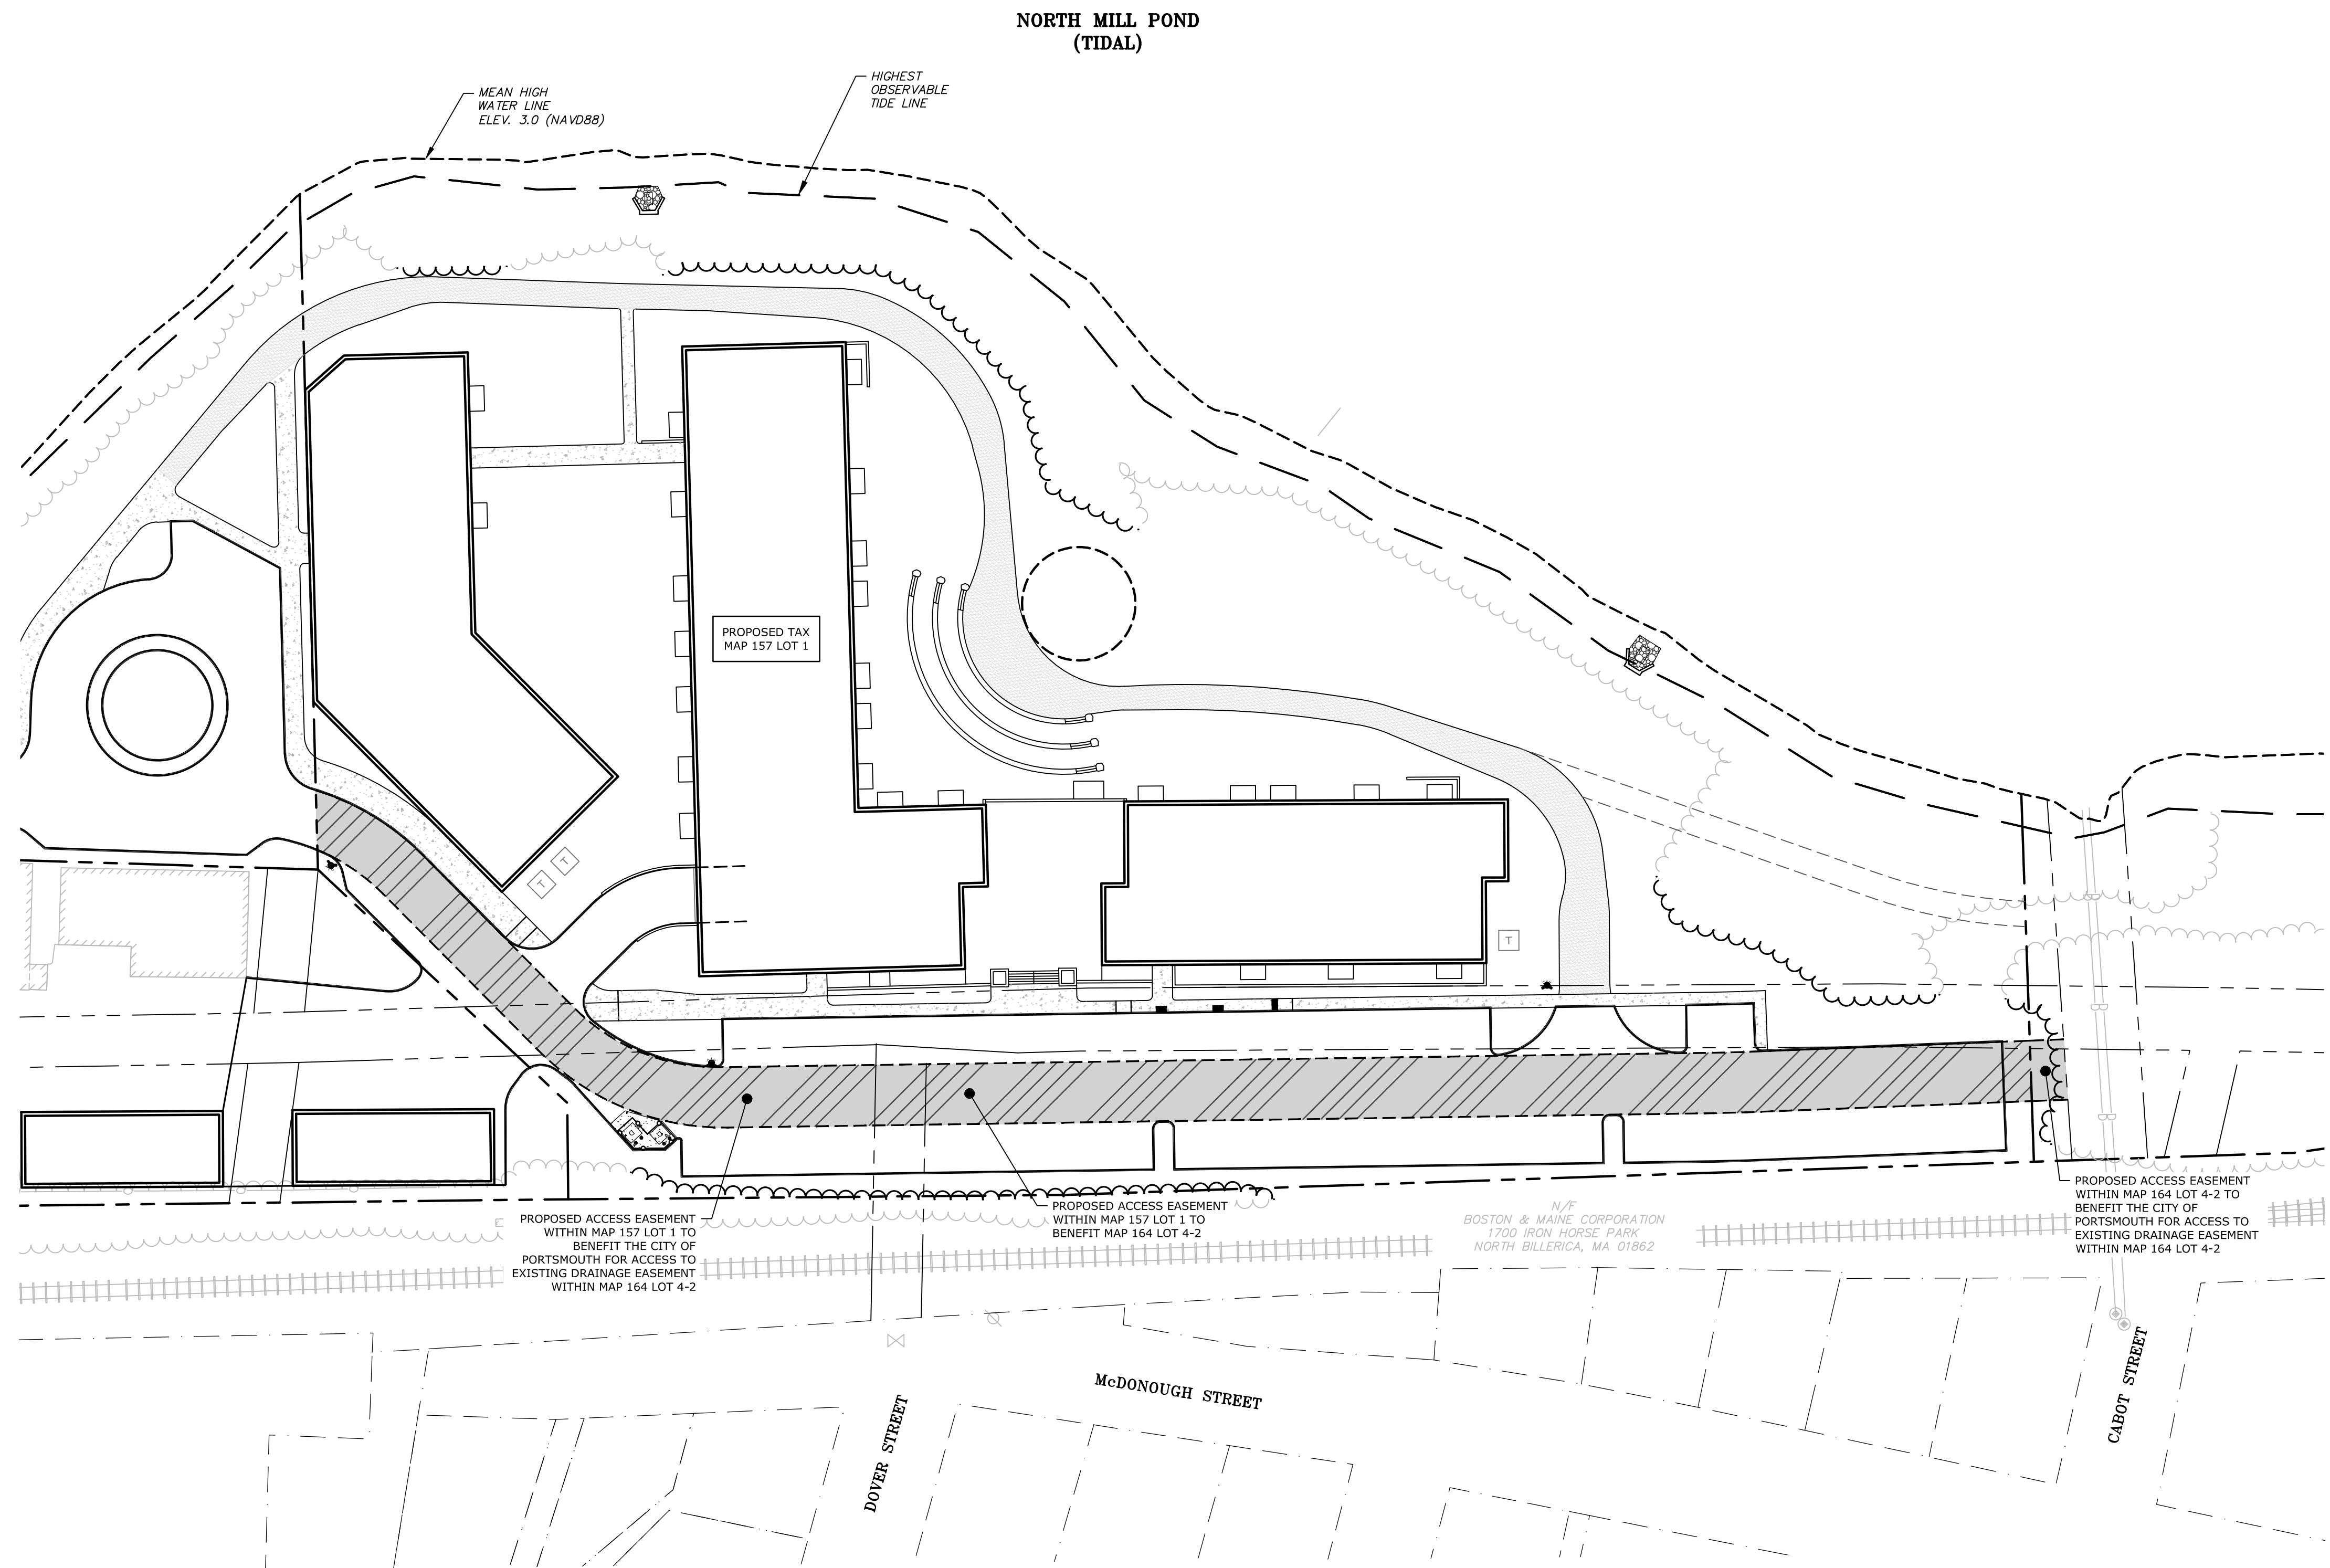 NORTH MILL POND
(TIDAL)
HIGHEST
OBSERVABLE
TIDE LINE
MEAN HIGH
WATER LINE
ELEV. 3.0 (NAVD88)
PROPOSED TAX
MAP 157 LOT 1
T
T
T
PROPOSED ACCESS EASEMENT
WITHIN MAP 157 LOT 1 TO
BENEFIT THE CITY OF
PORTSMOUTH FOR ACCESS TO
EXISTING DRAINAGE EASEMENT
WITHIN MAP 164 LOT 4-2
PROPOSED ACCESS EASEMENT
WITHIN MAP 157 LOT 1 TO
BENEFIT MAP 164 LOT 4-2
N/F
BOSTON & MAINE CORPORATION
1700 IRON HORSE PARK
NORTH BILLERICA, MA 01862
PROPOSED ACCESS EASEMENT
WITHIN MAP 164 LOT 4-2 TO
BENEFIT THE CITY OF
PORTSMOUTH FOR ACCESS TO
EXISTING DRAINAGE EASEMENT
WITHIN MAP 164 LOT 4-2
McDONOUGH STREET
DOVER STREET
CABOT STREET